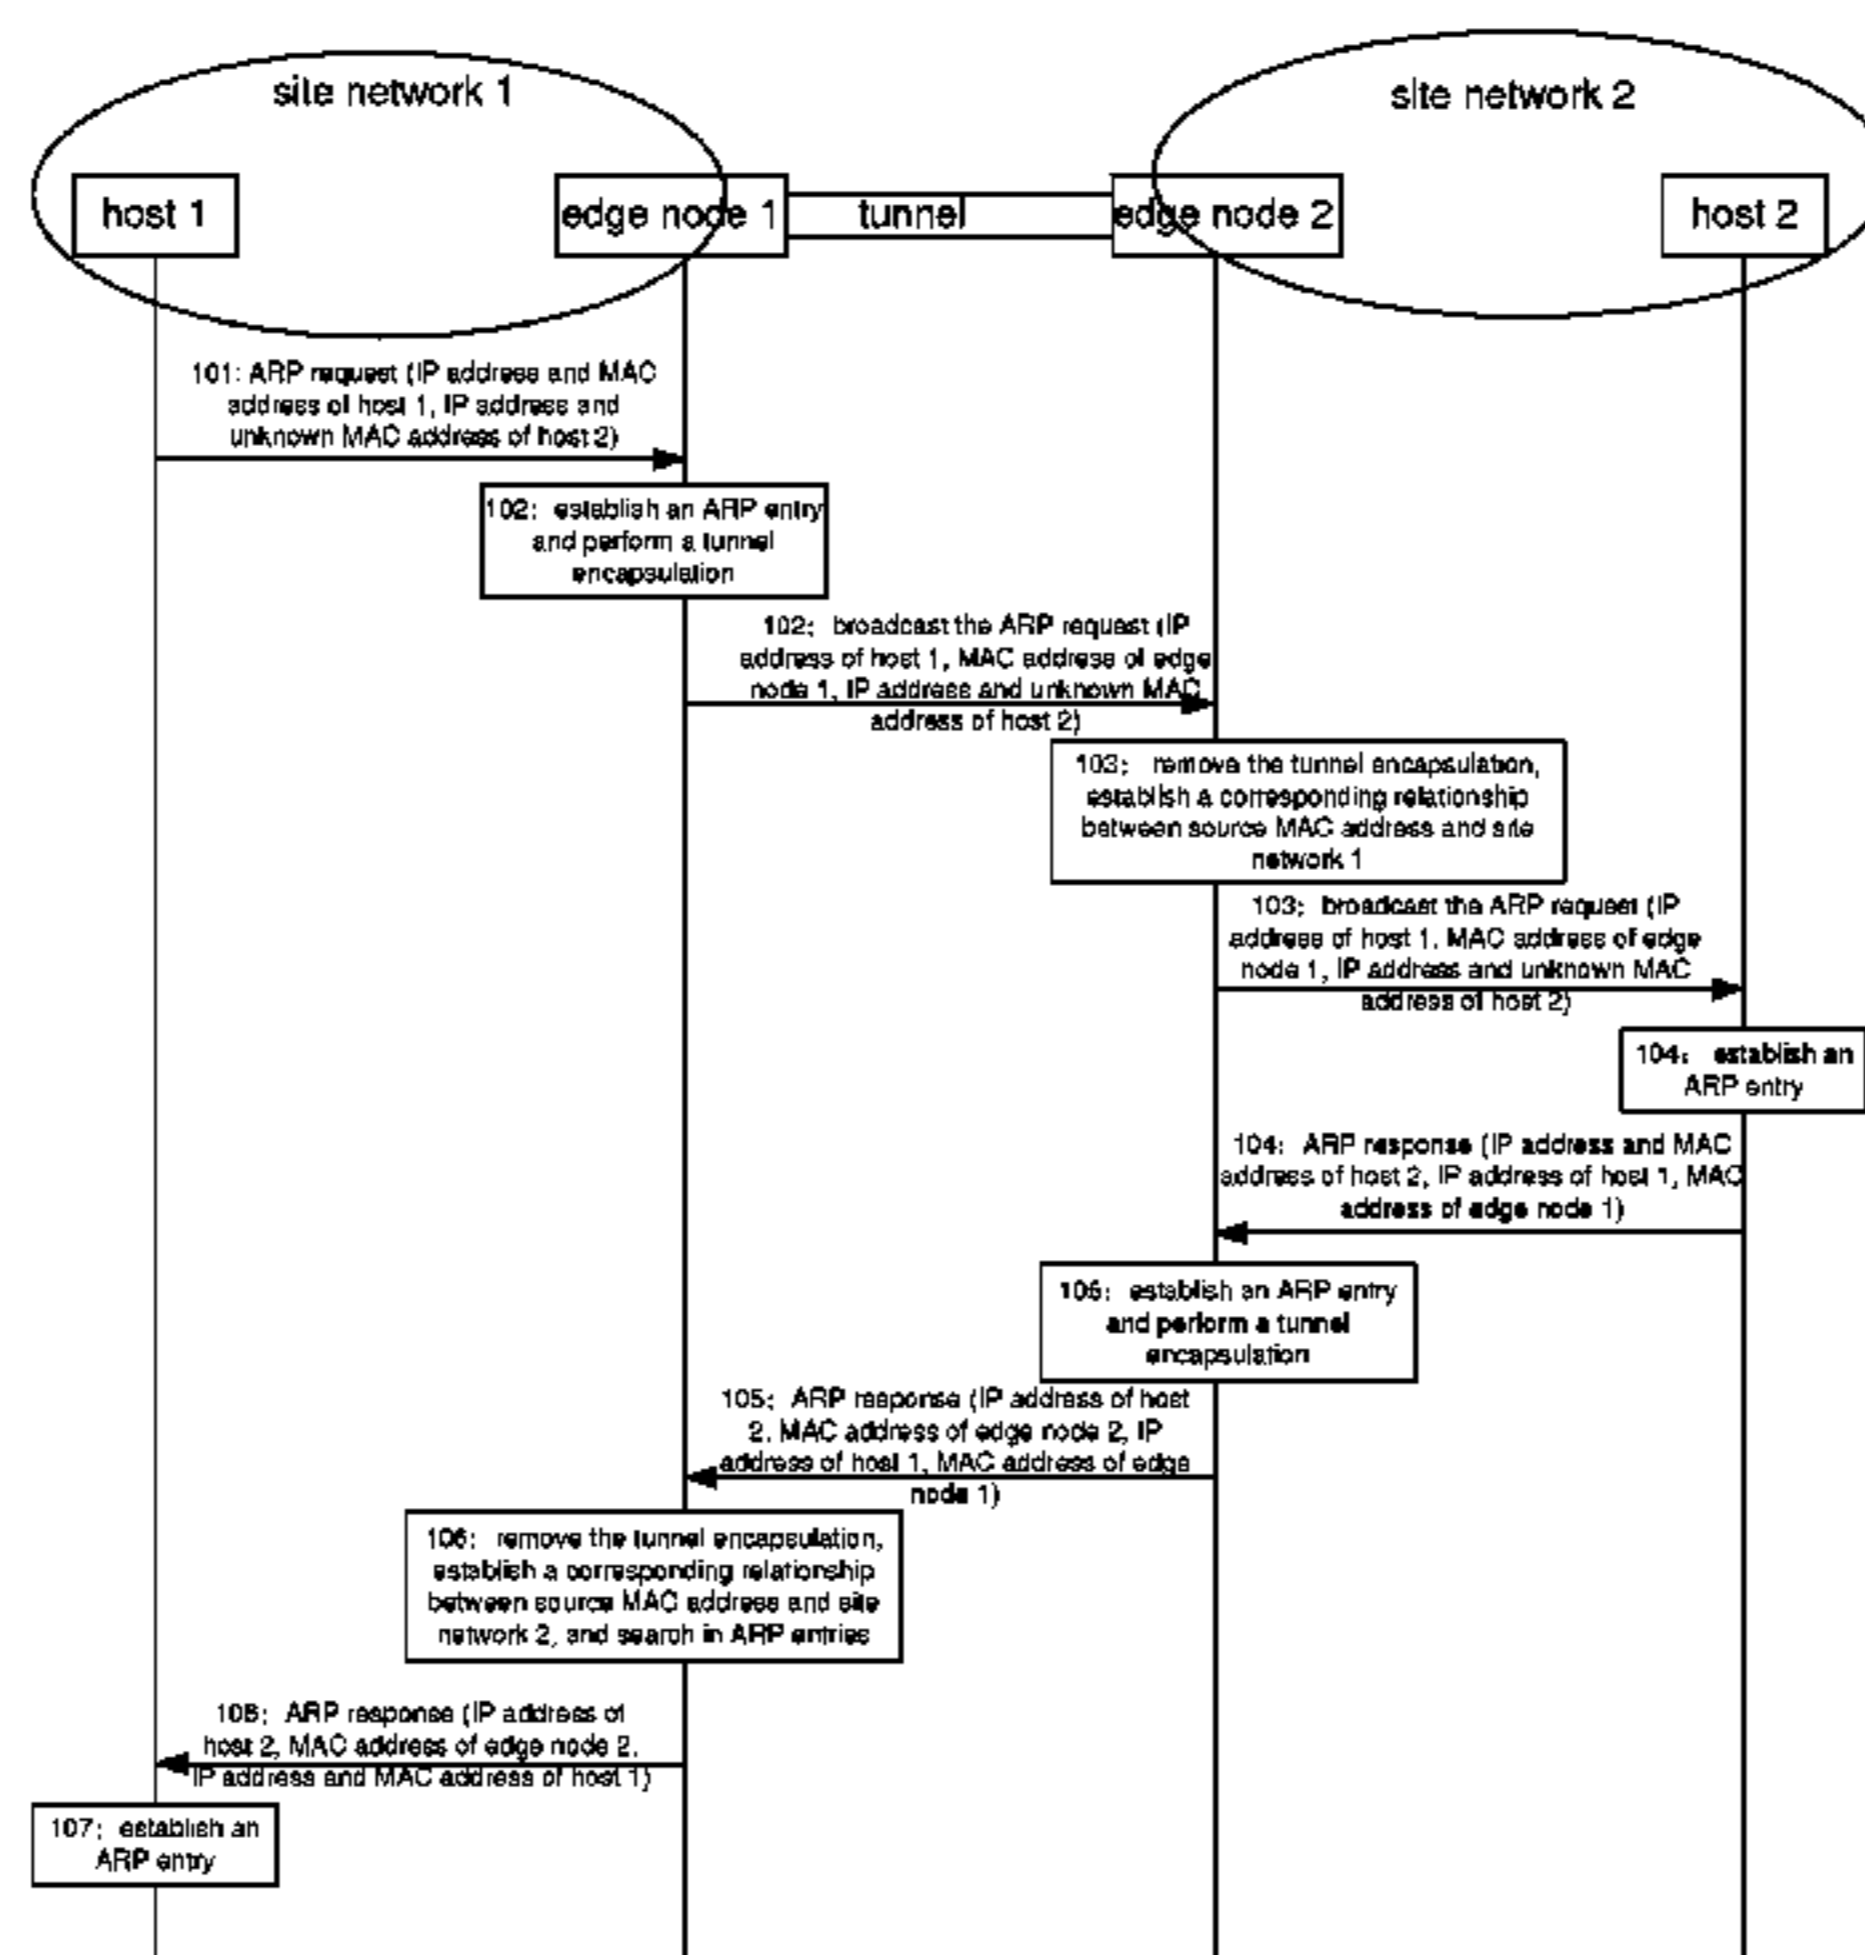 site network 1
site network 2
host 1
edge node 1
tunnel
edge node 2
host 2
101: ARP request (IP address and MAC
address of host 1, IP address and
unknown MAC address of host 2)
102: establish an ARP entry
and perform a tunnel
encapsulation
102: broadcast the ARP request (IP
address of host 1, MAC address of edge
node 1, IP address and unknown MAC
address of host 2)
103: remove the tunnel encapsulation,
establish a corresponding relationship
between source MAC address and site
network 1
103: broadcast the ARP request (IP
address of host 1, MAC address of edge
node 1, IP address and unknown MAC
address of host 2)
104: establish an
ARP entry
104: ARP response (IP address and MAC
address of host 2, IP address of host 1, MAC
address of edge node 1)
105: establish an ARP entry
and perform a tunnel
encapsulation
105: ARP response (IP address of host
2, MAC address of edge node 2, IP
address of host 1, MAC address of edge
node 1)
106: remove the tunnel encapsulation,
establish a corresponding relationship
between source MAC address and site
network 2, and search in ARP entries
106: ARP response (IP address of
host 2, MAC address of edge node 2,
IP address and MAC address of host 1)
107: establish an
ARP entry